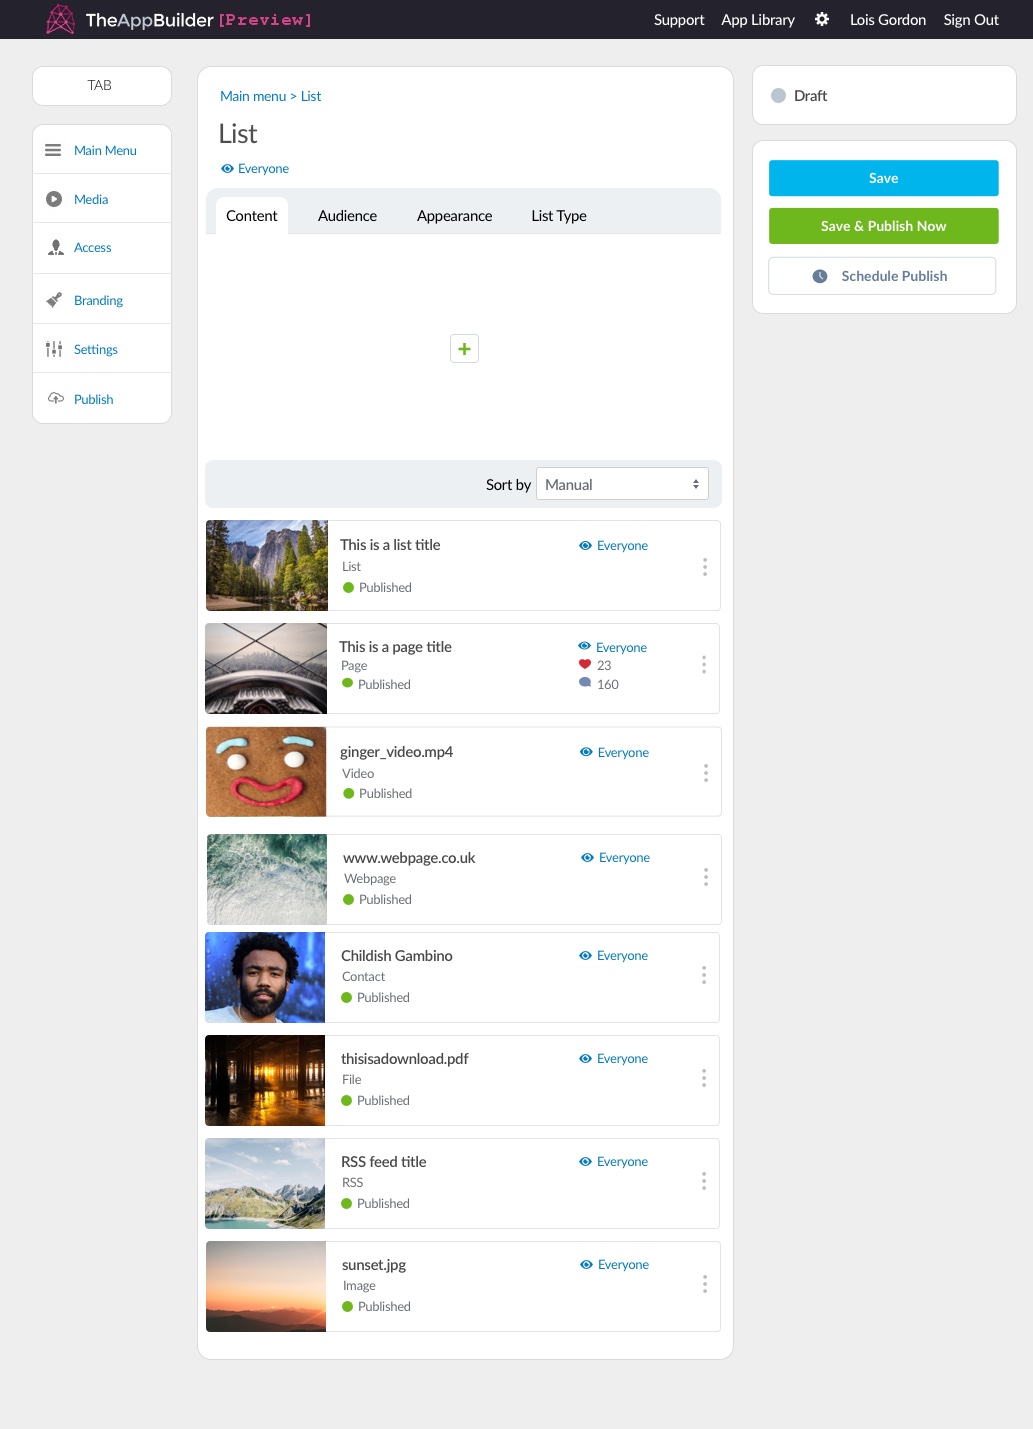 TheAppBuilder [Preview]
Support App Library Lois Gordon Sign Out
TAB
Main Menu
Media
Access
Branding
Settings
Publish
Main menu > List
List
Everyone
Content Audience Appearance List Type
Sort by Manual
This is a list title
List
Published
Everyone
This is a page title
Page
Published
Everyone
23
160
ginger_video.mp4
Video
Published
Everyone
www.webpage.co.uk
Webpage
Published
Everyone
Childish Gambino
Contact
Published
Everyone
thisisadownload.pdf
File
Published
Everyone
RSS feed title
RSS
Published
Everyone
sunset.jpg
Image
Published
Everyone
Draft
Save
Save & Publish Now
Schedule Publish